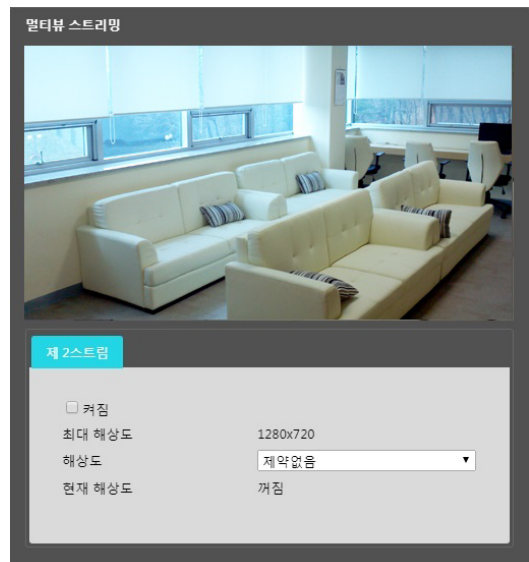 멀티뷰 스트리밍
제 2스트림
켜짐
최대 해상도 1280x720
해상도 제약없음
현재 해상도 꺼짐